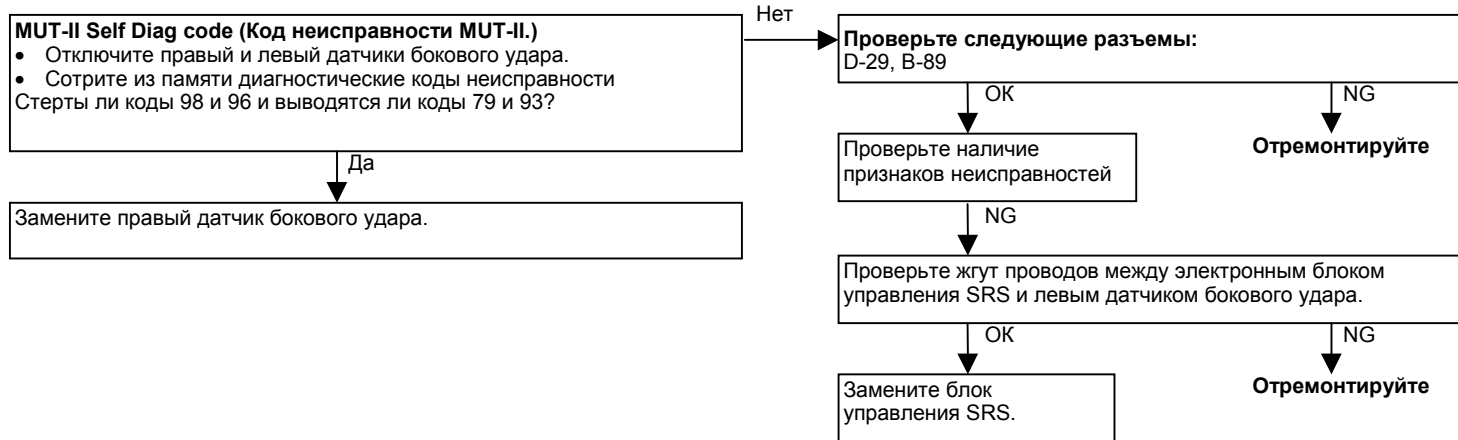 MUT-II Self Diag code (Код неисправности MUT-II.)
• Отключите правый и левый датчики бокового удара.
• Сотрите из памяти диагностические коды неисправности
Стерты ли коды 98 и 96 и выводятся ли коды 79 и 93?
Нет
Проверьте следующие разъемы:
D-29, B-89
Да
Замените правый датчик бокового удара.
ОК
NG
Проверьте наличие
признаков неисправностей
Отремонтируйте
NG
Проверьте жгут проводов между электронным блоком
управления SRS и левым датчиком бокового удара.
ОК
NG
Замените блок
управления SRS.
Отремонтируйте